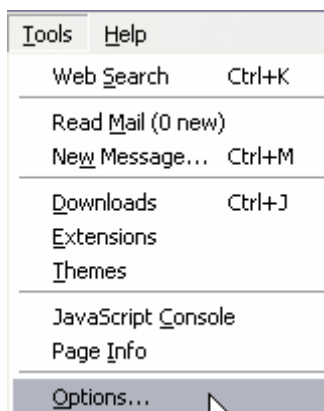 Tools Help
Web Search Ctrl+K
Read Mail (0 new)
New Message... Ctrl+M
Downloads Ctrl+J
Extensions
Themes
JavaScript Console
Page Info
Options...